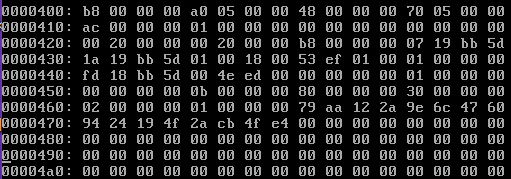 0000400: b8 00 00 00 a0 05 00 00 48 00 00 00 70 05 00 00
0000410: ac 00 00 00 01 00 00 00 00 00 00 00 00 00 00 00
0000420: 00 20 00 00 00 20 00 00 b8 00 00 00 07 19 bb 5d
0000430: 1a 19 bb 5d 01 00 18 00 53 ef 01 00 01 00 00 00
0000440: fd 18 bb 5d 00 4e ed 00 00 00 00 00 01 00 00 00
0000450: 00 00 00 00 0b 00 00 00 80 00 00 00 30 00 00 00
0000460: 02 00 00 00 01 00 00 00 79 aa 12 2a 9e 6c 47 60
0000470: 94 24 19 4f 2a cb 4f e4 00 00 00 00 00 00 00 00
0000480: 00 00 00 00 00 00 00 00 00 00 00 00 00 00 00 00
0000490: 00 00 00 00 00 00 00 00 00 00 00 00 00 00 00 00
00004a0: 00 00 00 00 00 00 00 00 00 00 00 00 00 00 00 00